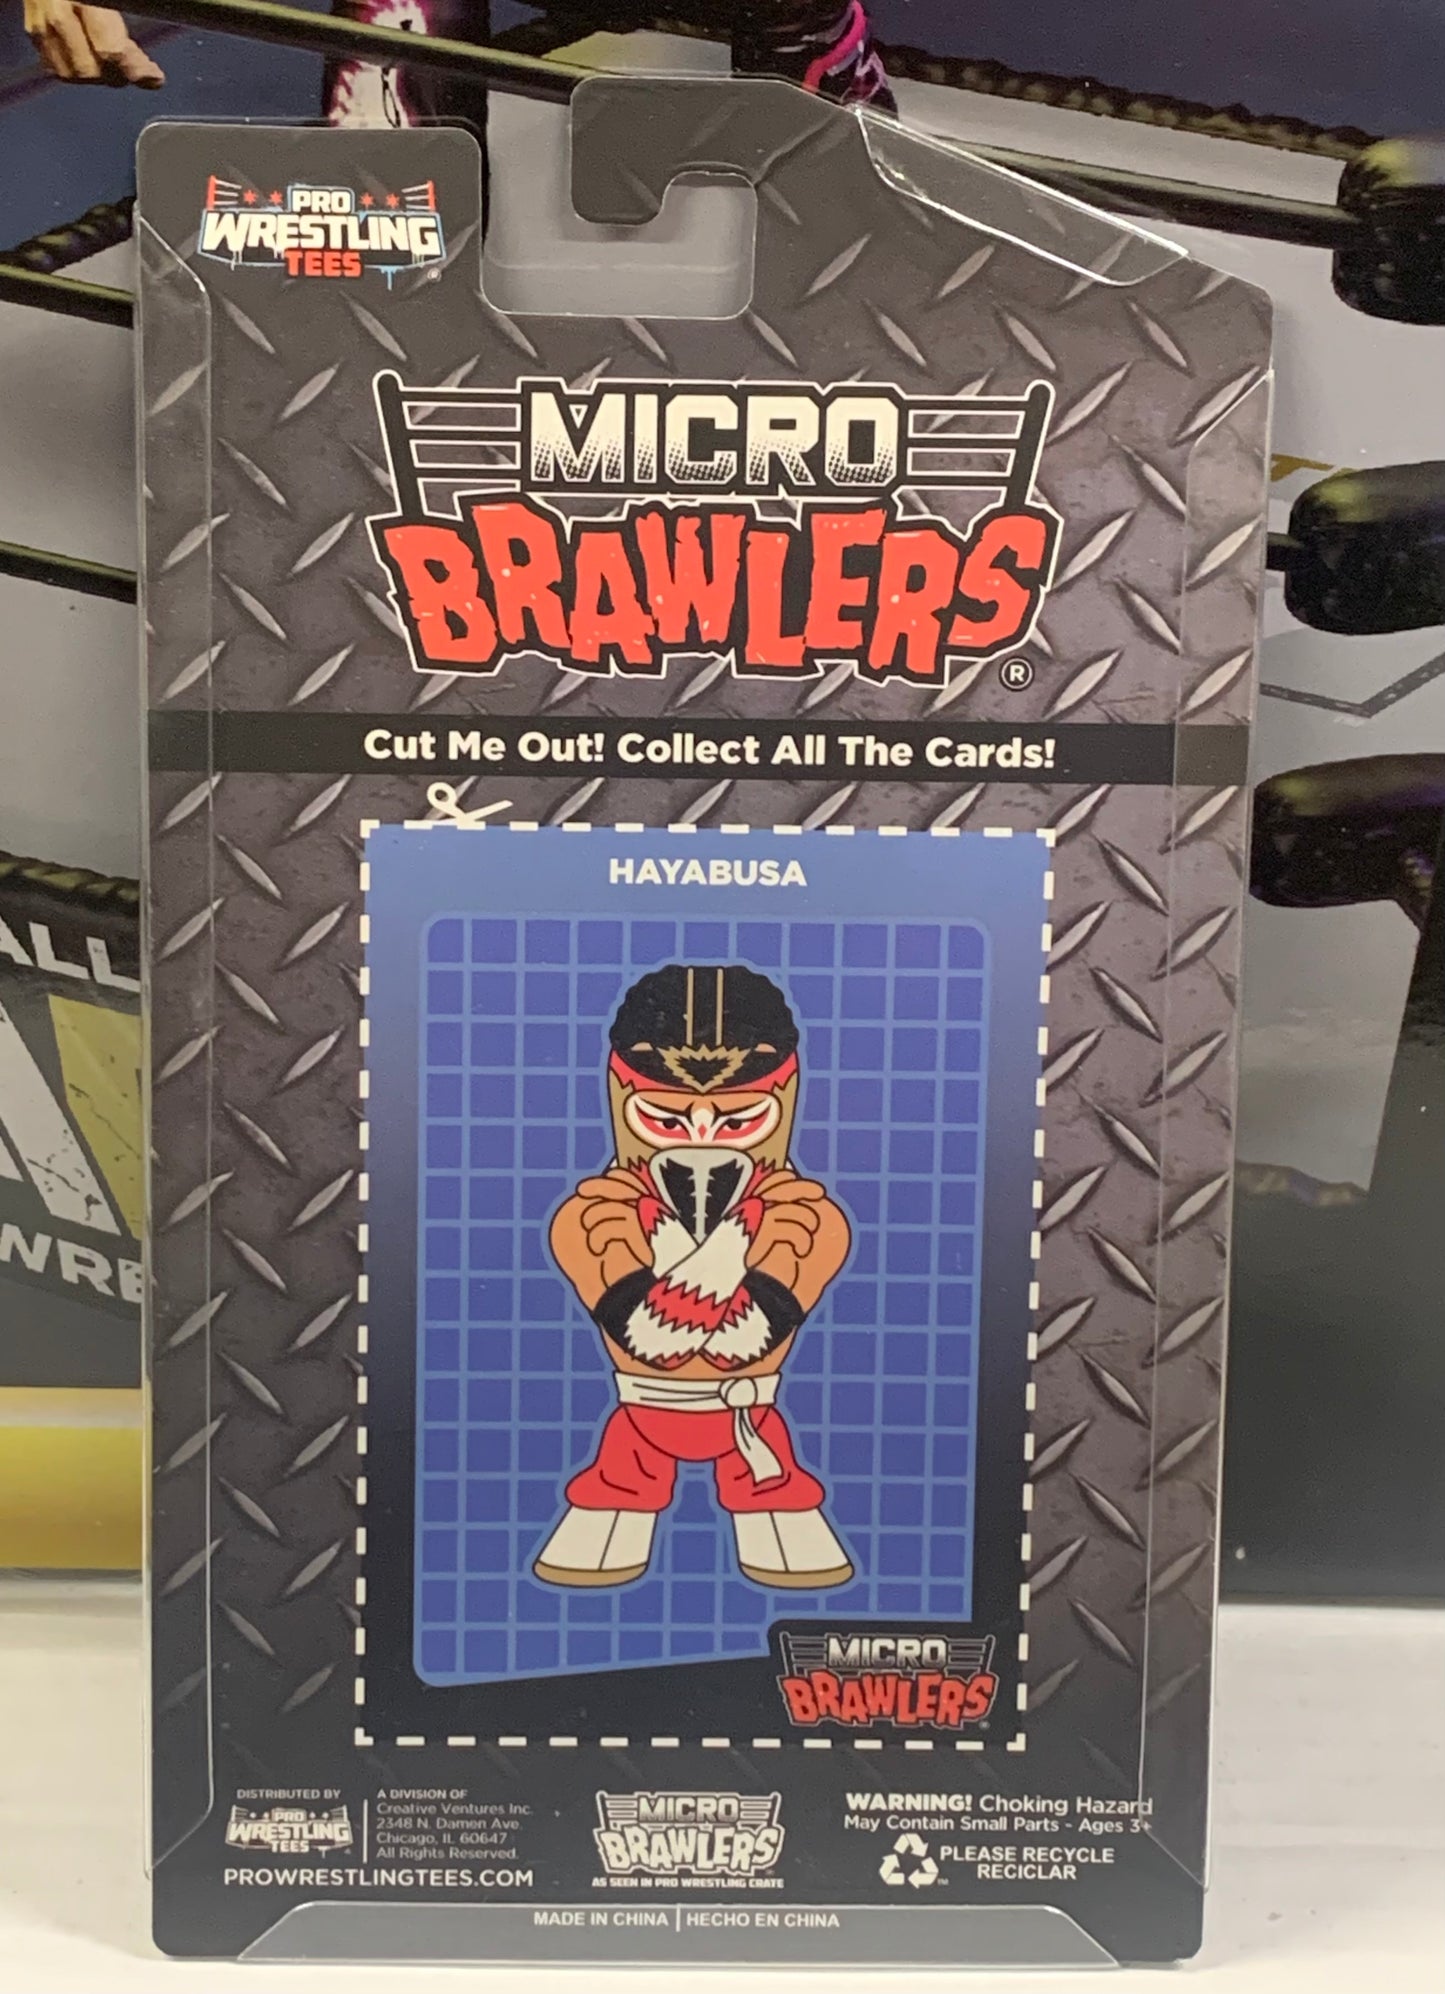 PRO
WRESTLING
TEES
®
MICRO
BRAWLERS
®
Cut Me Out! Collect All The Cards!
HAYABUSA
MICRO
BRAWLERS
DISTRIBUTED BY
PRO
WRESTLING
TEES
PROWRESTLINGTEES.COM
A DIVISION OF
Creative Ventures Inc.
2348 N. Damen Ave.
Chicago, IL 60647
All Rights Reserved.
MICRO
BRAWLERS
AS SEEN IN PRO WRESTLING CRATE
WARNING! Choking Hazard
May Contain Small Parts - Ages 3+
PLEASE RECYCLE
RECICLAR
MADE IN CHINA | HECHO EN CHINA
ALL
WRE